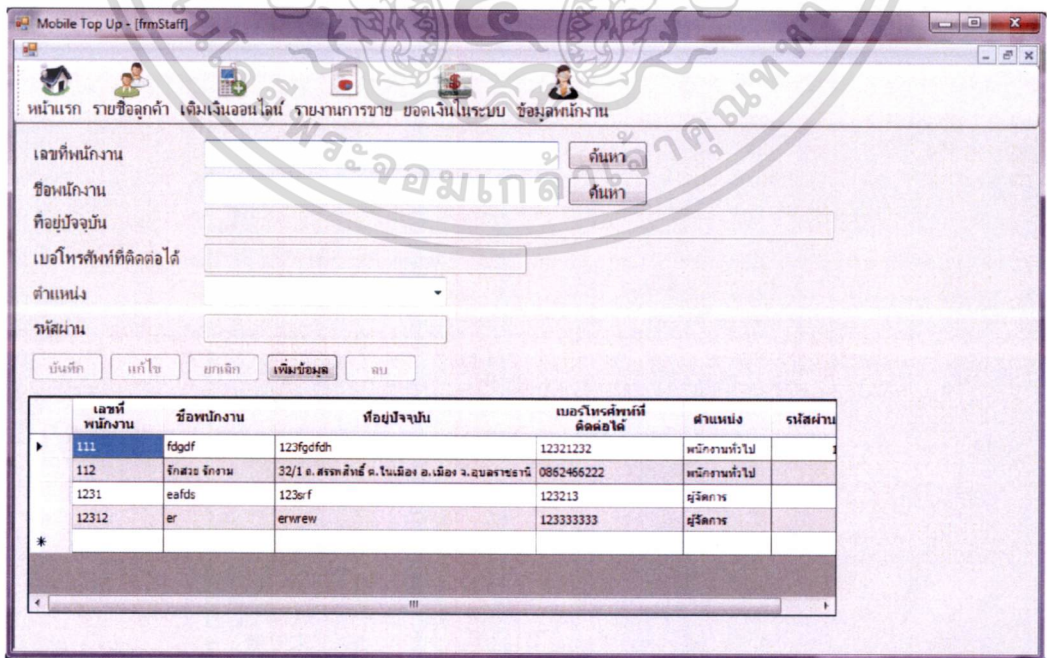 Mobile Top Up - [frmStaff]
หน้าแรก รายชื่อลูกค้า เติมเงินออนไลน์ รายงานการขาย ยอดเงินในระบบ ข้อมูลพนักงาน
เลขที่พนักงาน ค้นหา
ชื่อพนักงาน ค้นหา
ที่อยู่ปัจจุบัน
เบอโทรศัพท์ที่ติดต่อได้
ตำแหน่ง
รหัสผ่าน
บันทึก แก้ไข ยกเลิก เพิ่มข้อมูล ลบ
เลขที่พนักงาน ชื่อพนักงาน ที่อยู่ปัจจุบัน เบอร์โทรศัพท์ที่ติดต่อได้ ตำแหน่ง รหัสผ่าน
111 fdgdf 123fgdfdh 12321232 พนักงานทั่วไป 1
112 รักสวย รักงาม 32/1 ถ. สรรพสิทธิ์ ต. ในเมือง อ. เมือง จ.อุบลราชธานี 0862466222 พนักงานทั่วไป
1231 eafds 123srf 123213 ผู้จัดการ
12312 er erwrew 123333333 ผู้จัดการ